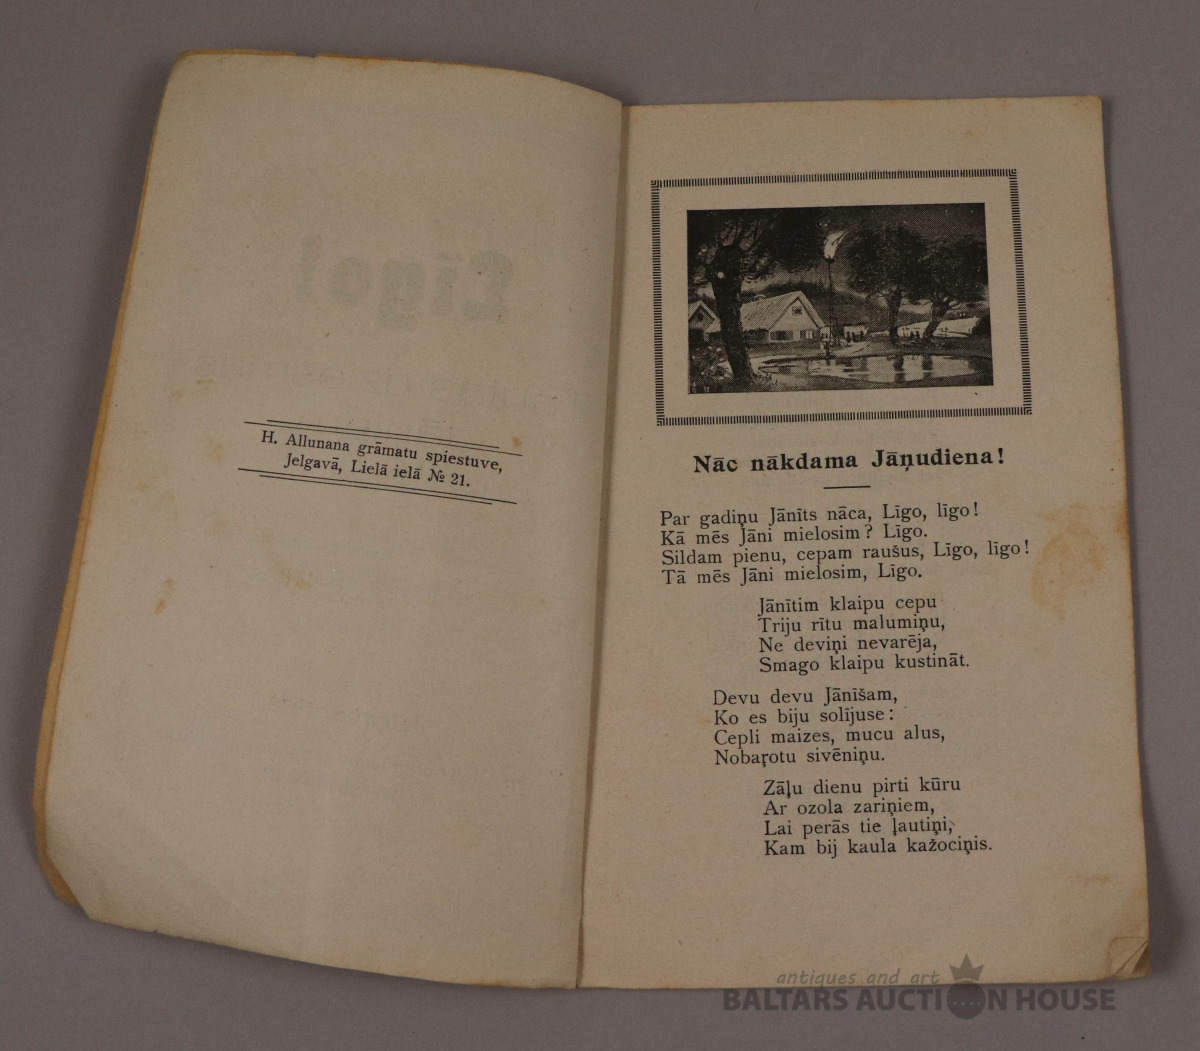 Līgo!
H. Allunana grāmatu spiestuve,
Jelgavā, Lielā ielā № 21.
Nāc nākdama Jāņudiena!
Par gadiņu Jānīts nāca, Līgo, līgo!
Kā mēs Jāni mielosim? Līgo.
Sildam pienu, cepam raušus, Līgo, līgo!
Tā mēs Jāni mielosim, Līgo.
Jānītim klaipu cepu
Triju rītu malumiņu,
Ne deviņi nevarēja,
Smago klaipu kustināt.
Devu devu Jānīšam,
Ko es biju solījuse:
Cepli maizes, mucu alus,
Nobaŗotu sivēniņu.
Zāļu dienu pirti kūru
Ar ozola zariņiem,
Lai perās tie ļautiņi,
Kam bij kaula kažociņis.
antiques and art
BALTARS AUCTION HOUSE